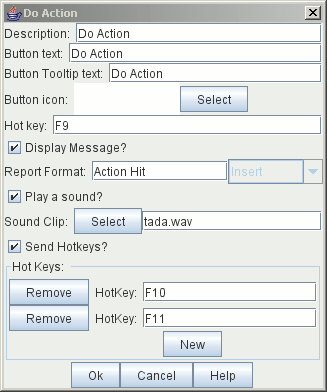 Do Action
Description: Do Action
Button text: Do Action
Button Tooltip text: Do Action
Button icon: Select
Hot key: F9
Display Message?
Report Format: Action Hit Insert
Play a sound?
Sound Clip: Select tada.wav
Send Hotkeys?
Hot Keys:
Remove HotKey: F10
Remove HotKey: F11
New
Ok Cancel Help